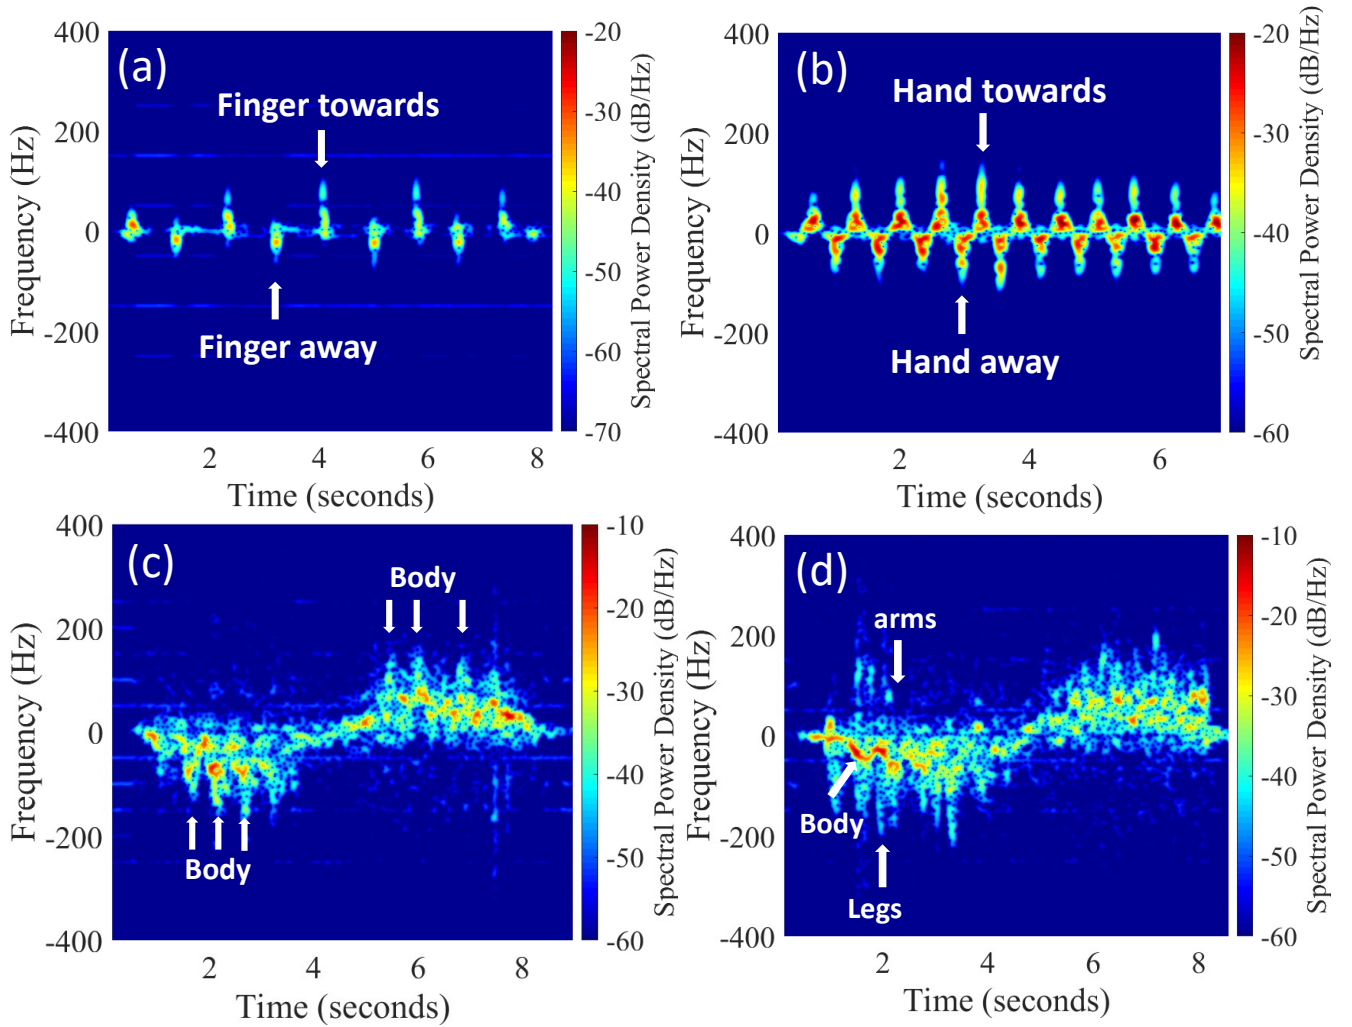 (a)
Finger towards
Finger away
400
200
0
-200
-400
Frequency (Hz)
2
4
6
8
Time (seconds)
-20
-30
-40
-50
-60
-70
Spectral Power Density (dB/Hz)
(b)
Hand towards
Hand away
400
200
0
-200
-400
Frequency (Hz)
2
4
6
Time (seconds)
-20
-30
-40
-50
-60
Spectral Power Density (dB/Hz)
(c)
Body
Body
400
200
0
-200
-400
Frequency (Hz)
2
4
6
8
Time (seconds)
-10
-20
-30
-40
-50
-60
Spectral Power Density (dB/Hz)
(d)
arms
Body
Legs
400
200
0
-200
-400
Frequency (Hz)
2
4
6
8
Time (seconds)
-10
-20
-30
-40
-50
-60
Spectral Power Density (dB/Hz)